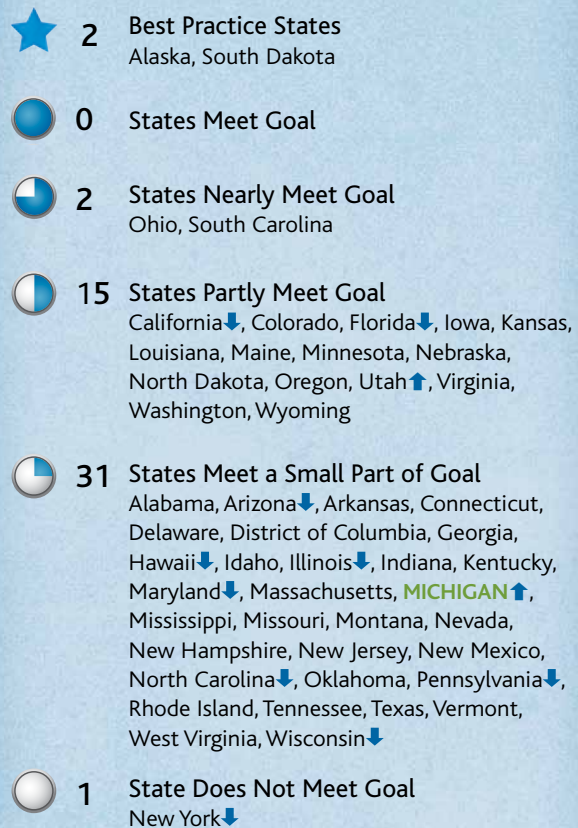 2 Best Practice States
Alaska, South Dakota
0 States Meet Goal
2 States Nearly Meet Goal
Ohio, South Carolina
15 States Partly Meet Goal
California⬇, Colorado, Florida⬇, Iowa, Kansas,
Louisiana, Maine, Minnesota, Nebraska,
North Dakota, Oregon, Utah⬆, Virginia,
Washington, Wyoming
31 States Meet a Small Part of Goal
Alabama, Arizona⬇, Arkansas, Connecticut,
Delaware, District of Columbia, Georgia,
Hawaii⬇, Idaho, Illinois⬇, Indiana, Kentucky,
Maryland⬇, Massachusetts, MICHIGAN⬆,
Mississippi, Missouri, Montana, Nevada,
New Hampshire, New Jersey, New Mexico,
North Carolina⬇, Oklahoma, Pennsylvania⬇,
Rhode Island, Tennessee, Texas, Vermont,
West Virginia, Wisconsin⬇
1 State Does Not Meet Goal
New York⬇